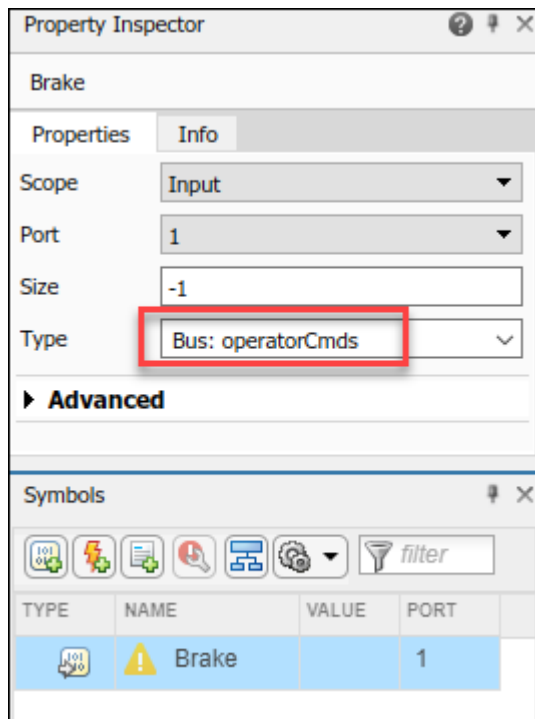 Property Inspector
Brake
Properties Info
Scope Input
Port 1
Size -1
Type Bus: operatorCmds
Advanced
Symbols
filter
TYPE NAME VALUE PORT
Brake 1